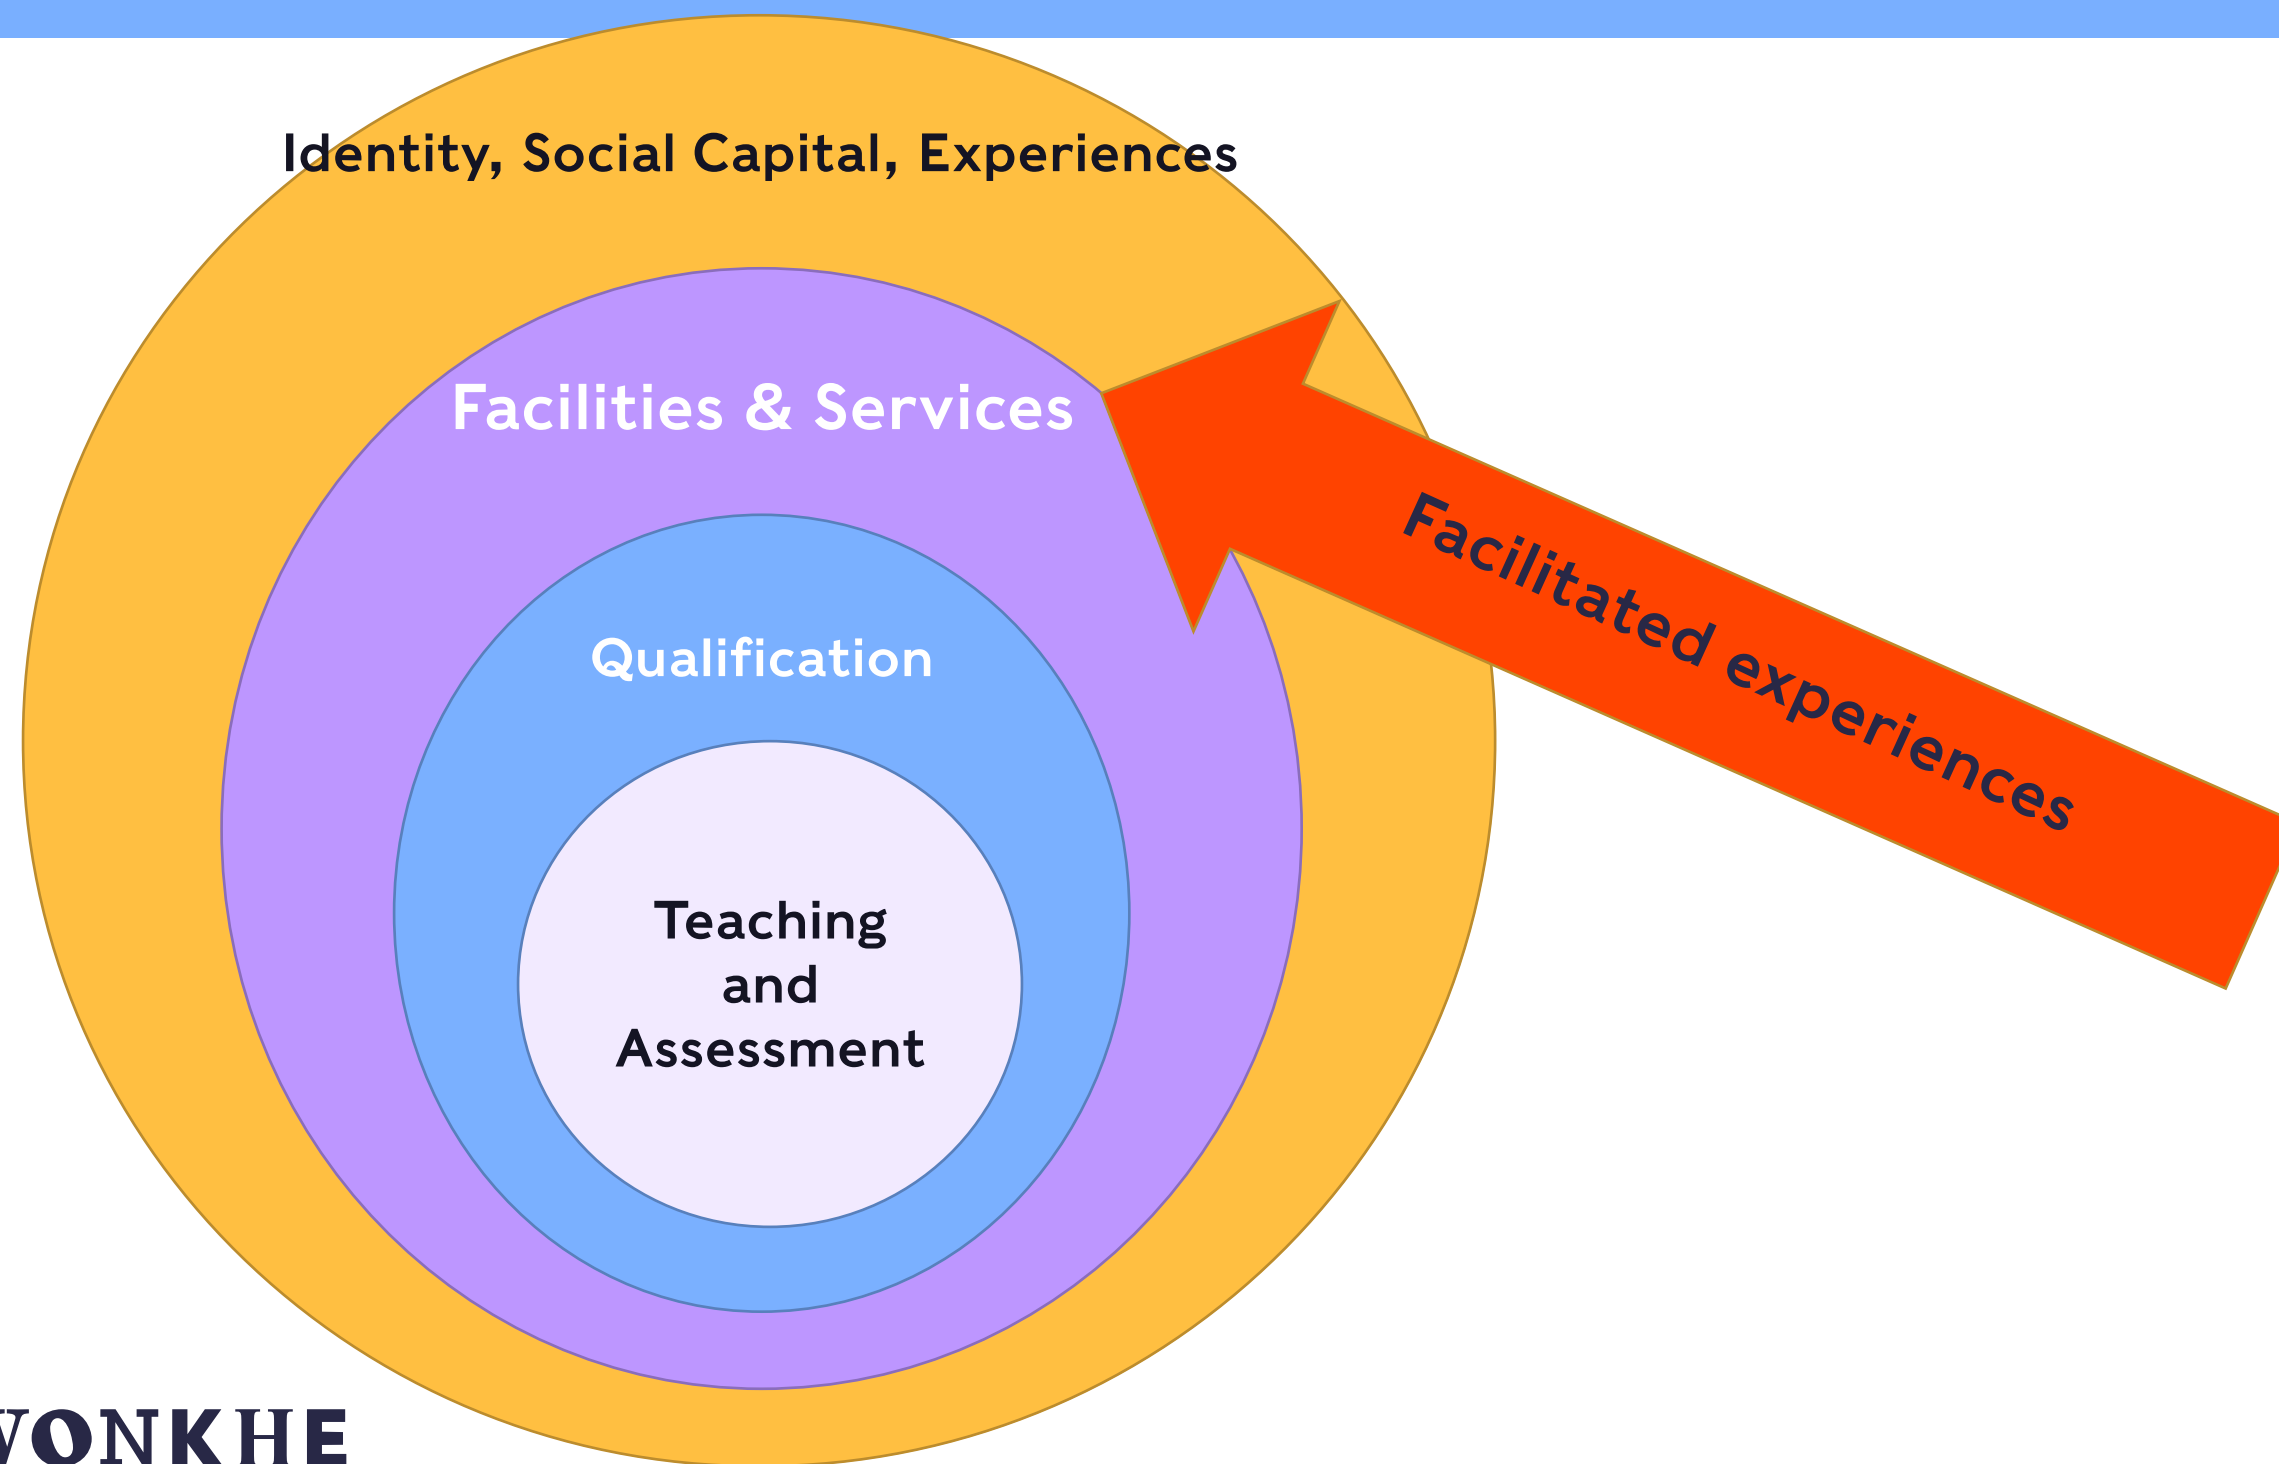 Identity, Social Capital, Experiences
Facilities & Services
Facilitated experiences
Qualification
Teaching
and
Assessment
WONKHE